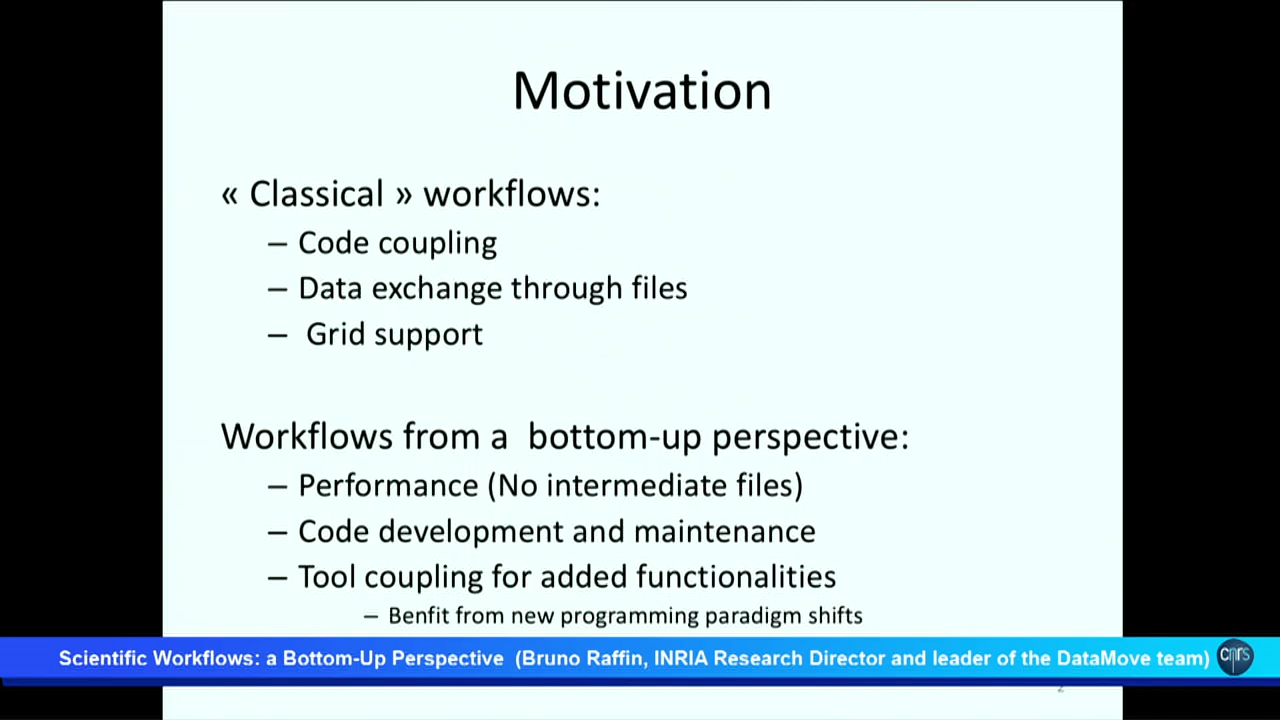 Motivation
« Classical » workflows:
– Code coupling
– Data exchange through files
– Grid support
Workflows from a bottom-up perspective:
– Performance (No intermediate files)
– Code development and maintenance
– Tool coupling for added functionalities
– Benfit from new programming paradigm shifts
Scientific Workflows: a Bottom-Up Perspective (Bruno Raffin, INRIA Research Director and leader of the DataMove team)
cnrs